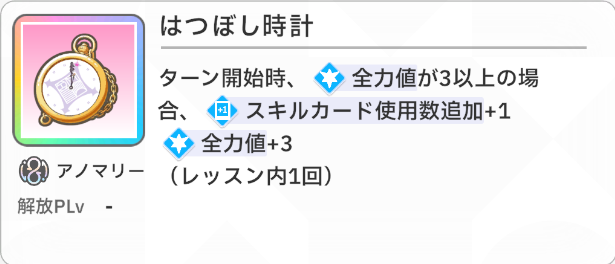 はつぼし時計
ターン開始時、全力値が3以上の場
合、+1 スキルカード使用数追加+1
全力値+3
（レッスン内1回）
アノマリー
解放PLv -